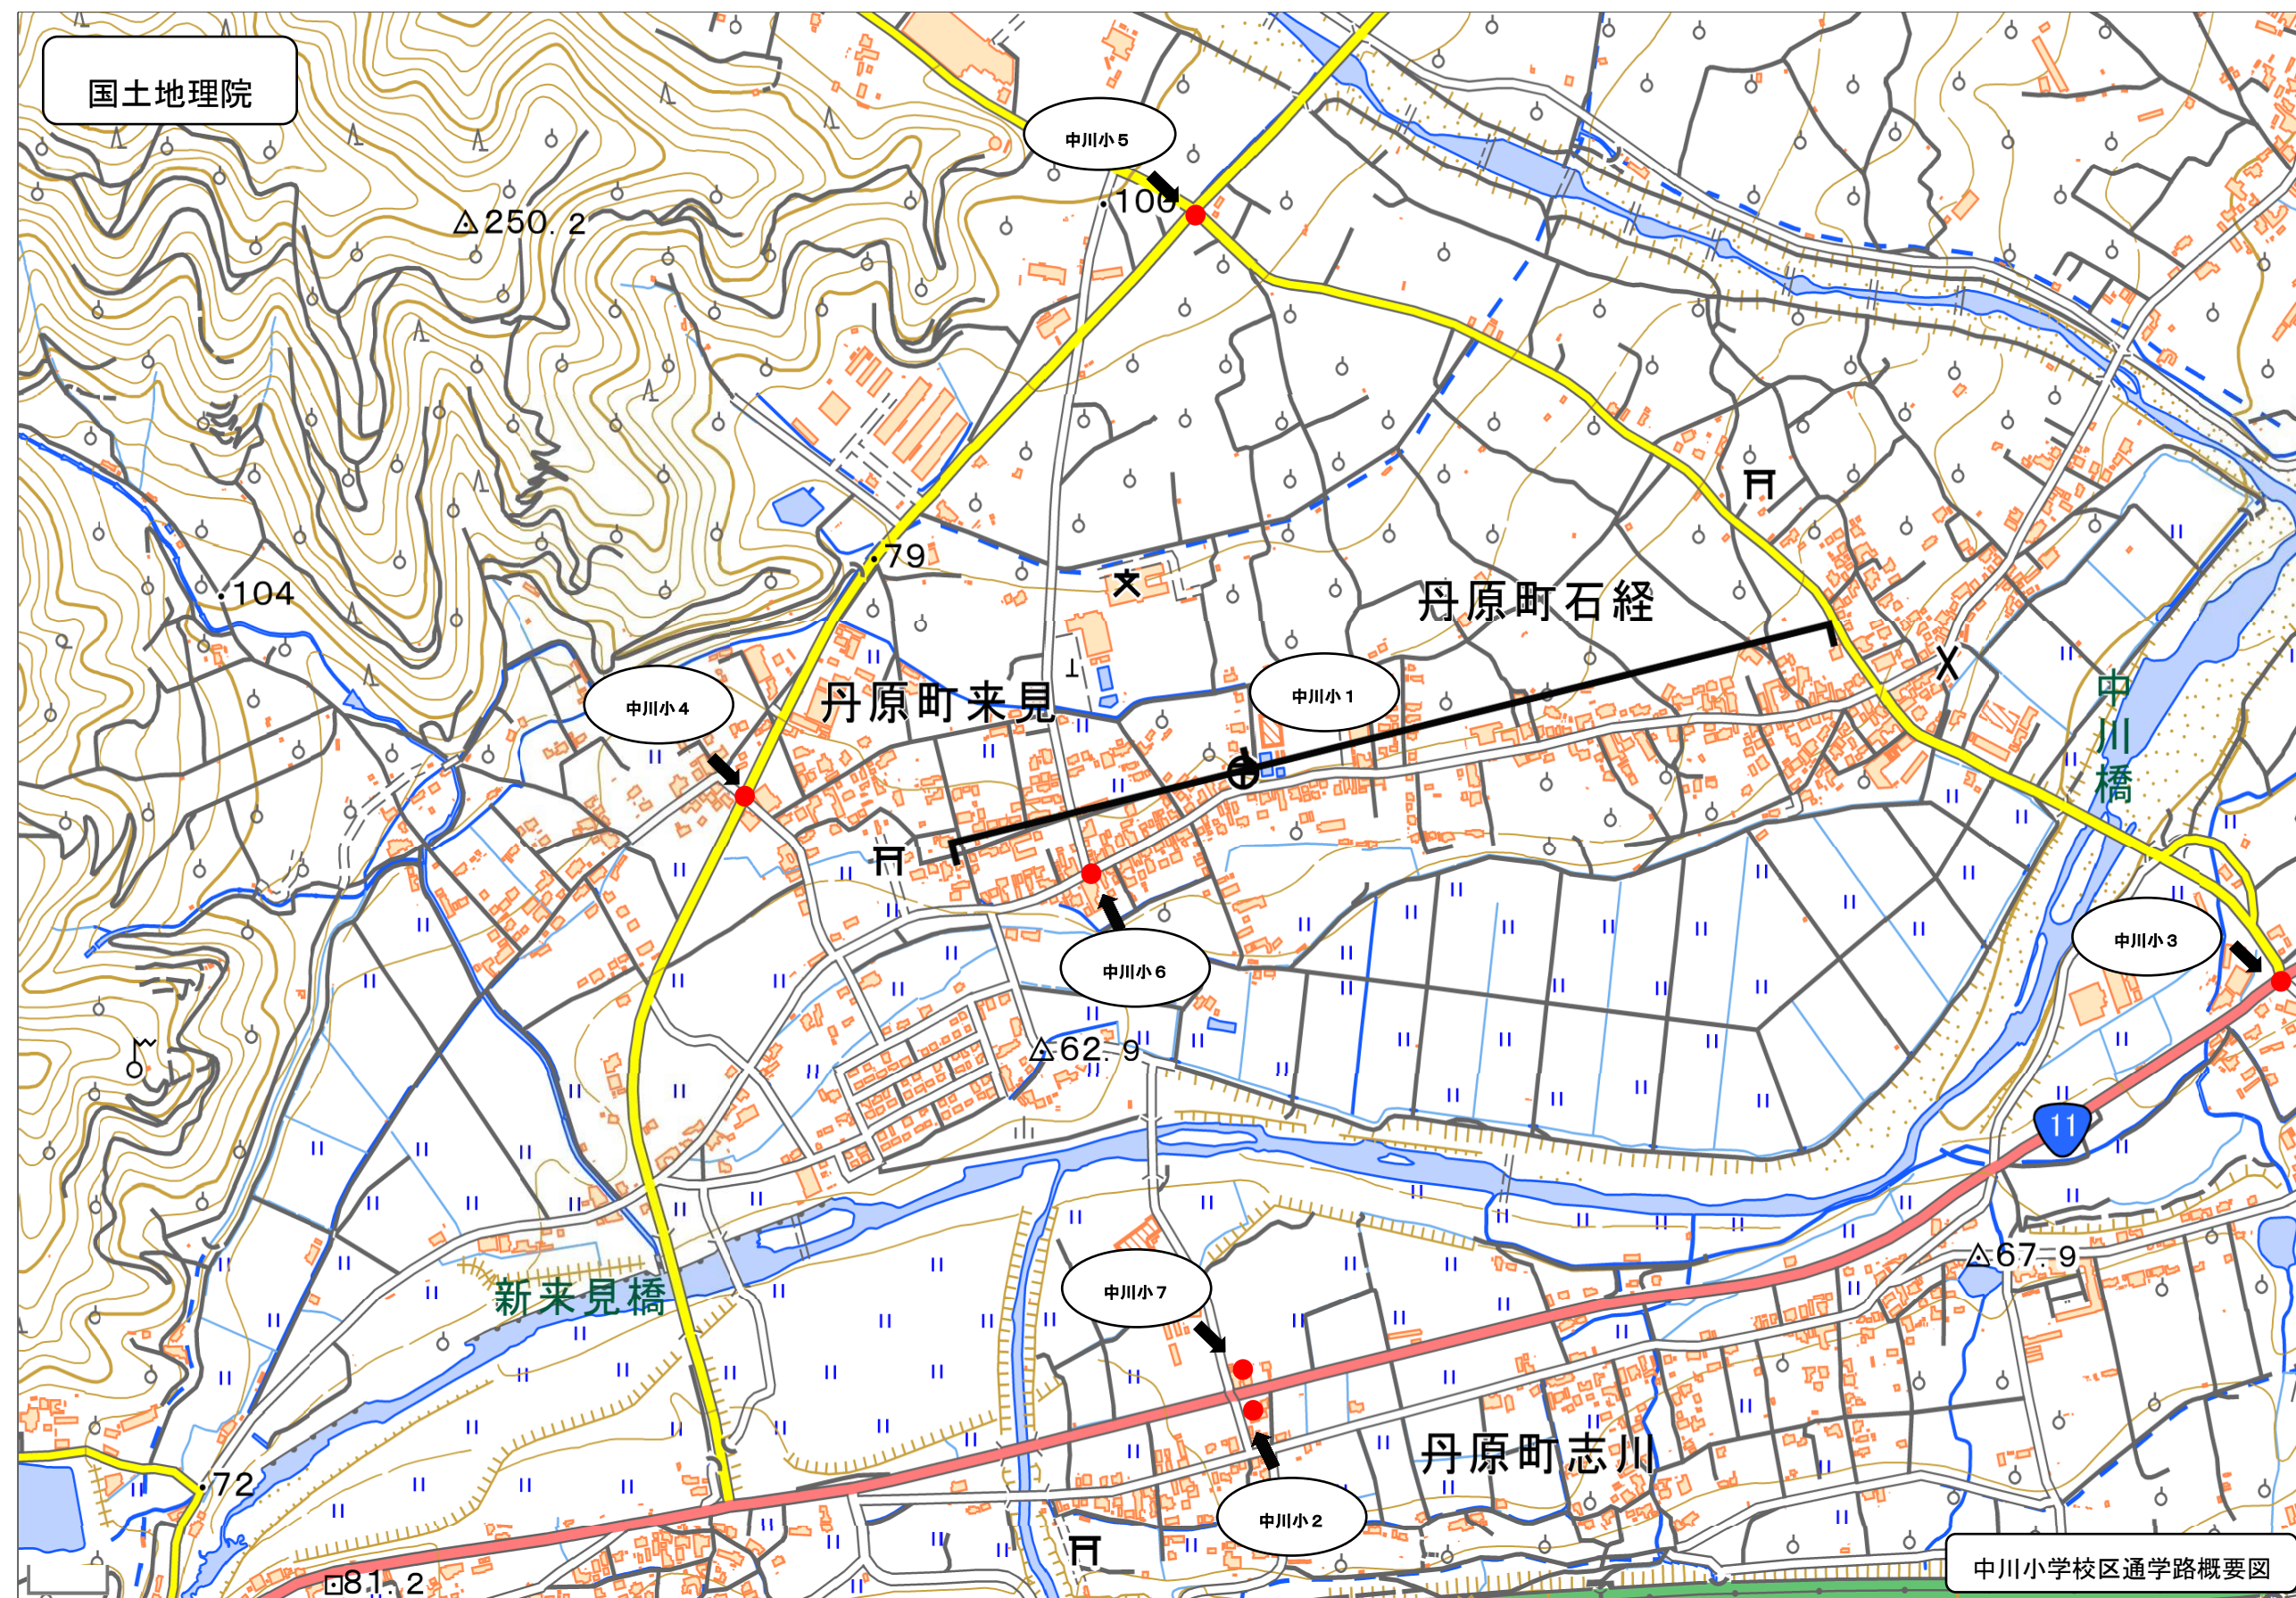 国土地理院
中川小5
100
250.2
79
104
丹原町石経
中川小4
丹原町来見
中川小1
中川橋
中川小3
中川小6
62.9
11
67.9
新来見橋
中川小7
丹原町志川
72
中川小2
81.2
中川小学校区通学路概要図